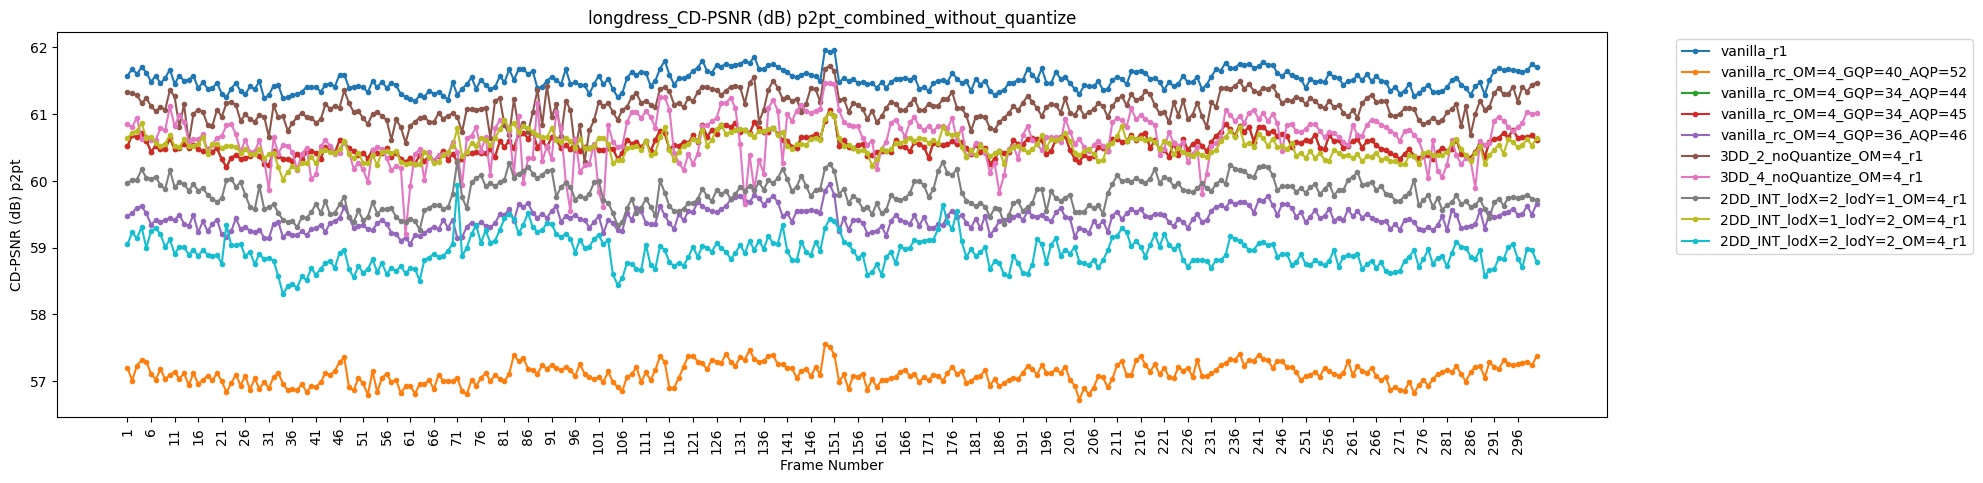 longdress_CD-PSNR (dB) p2pt_combined_without_quantize
CD-PSNR (dB) p2pt
62
61
60
59
58
57
1 6 11 16 21 26 31 36 41 46 51 56 61 66 71 76 81 86 91 96 101 106 111 116 121 126 131 136 141 146 151 156 161 166 171 176 181 186 191 196 201 206 211 216 221 226 231 236 241 246 251 256 261 266 271 276 281 286 291 296
Frame Number
vanilla_r1
vanilla_rc_OM=4_GQP=40_AQP=52
vanilla_rc_OM=4_GQP=34_AQP=44
vanilla_rc_OM=4_GQP=34_AQP=45
vanilla_rc_OM=4_GQP=36_AQP=46
3DD_2_noQuantize_OM=4_r1
3DD_4_noQuantize_OM=4_r1
2DD_INT_lodX=2_lodY=1_OM=4_r1
2DD_INT_lodX=1_lodY=2_OM=4_r1
2DD_INT_lodX=2_lodY=2_OM=4_r1